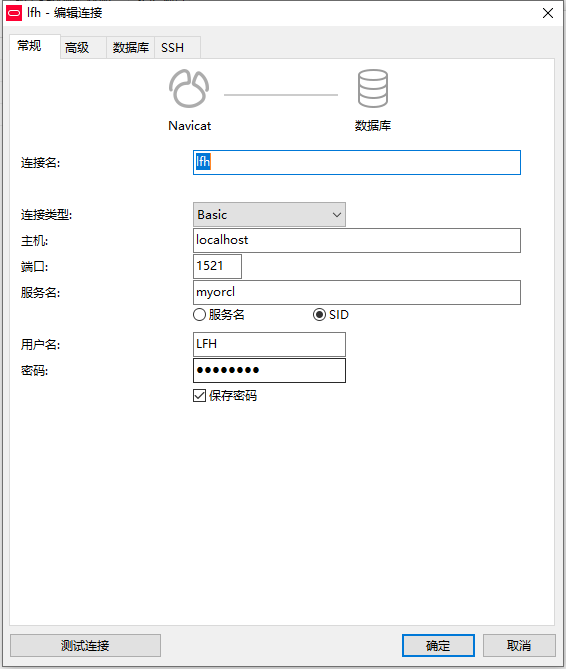 lfh - 编辑连接
常规 高级 数据库 SSH
Navicat 数据库
连接名: lfh
连接类型: Basic
主机: localhost
端口: 1521
服务名: myorcl
服务名 SID
用户名: LFH
密码: ●●●●●●●●
保存密码
测试连接 确定 取消